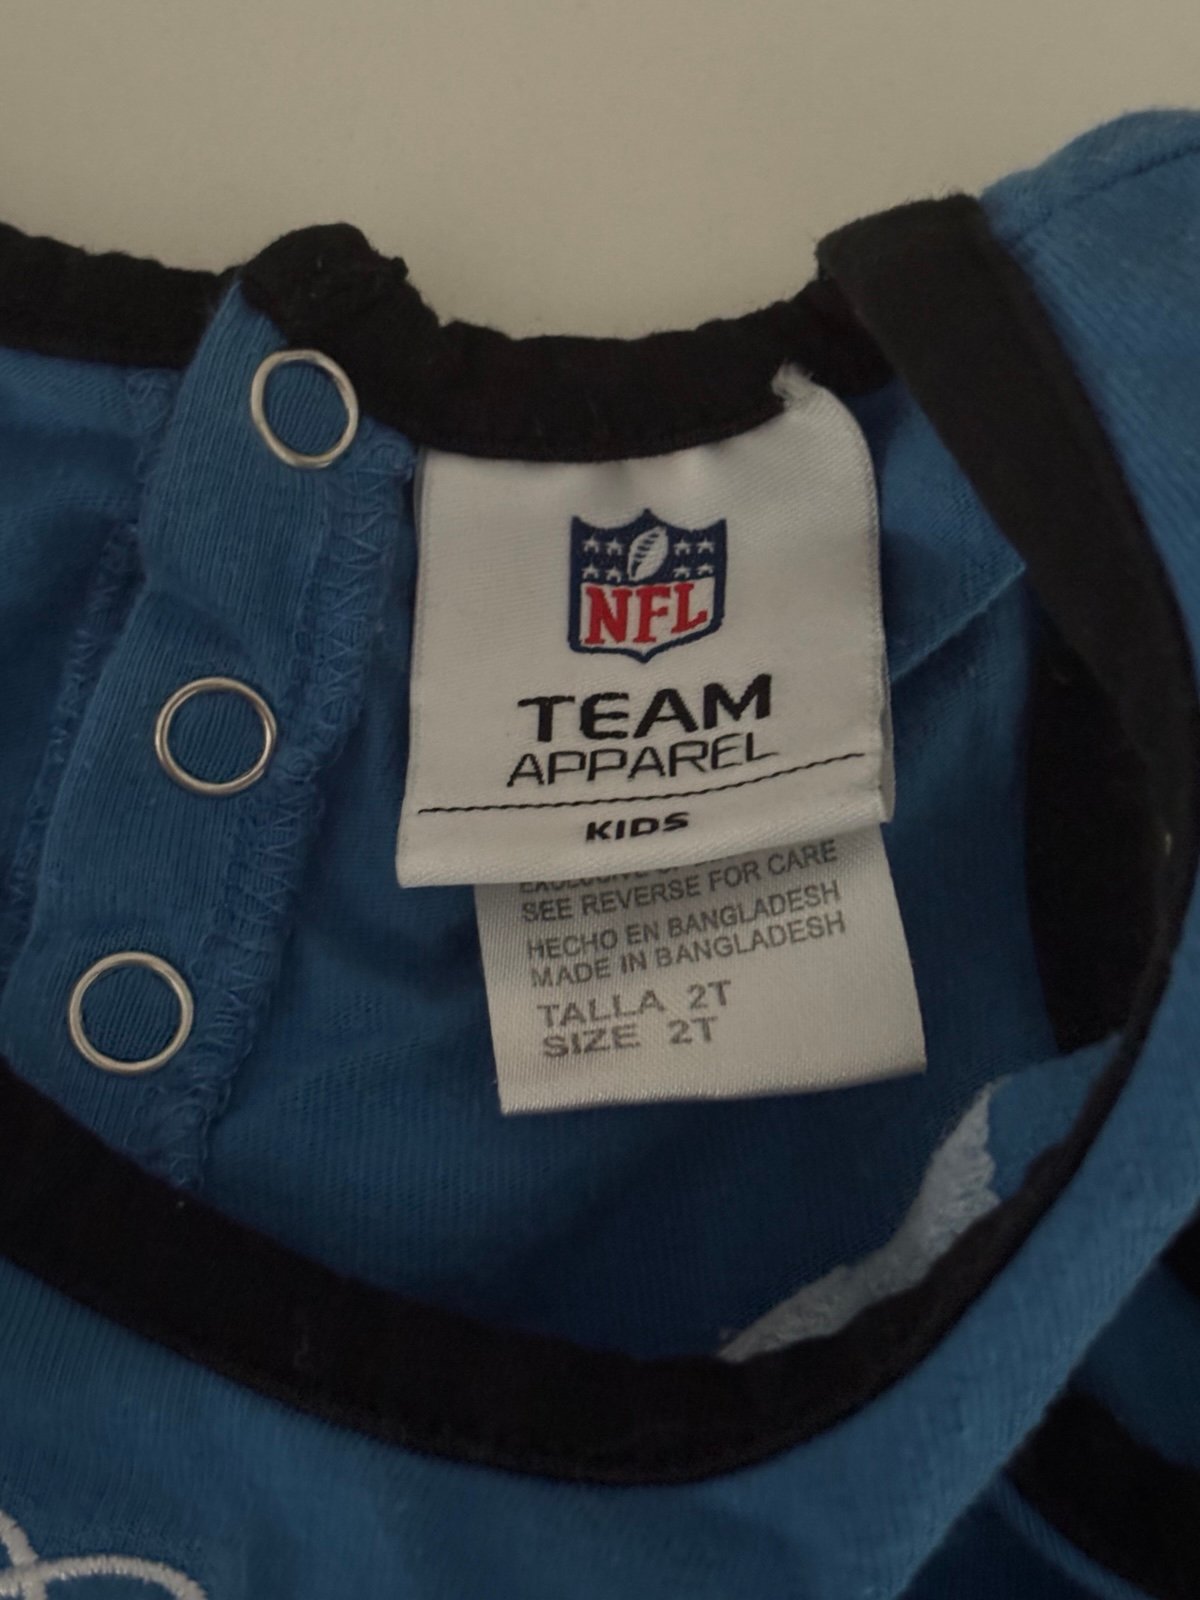 NFL
TEAM
APPAREL
KIDS
SEE REVERSE FOR CARE
HECHO EN BANGLADESH
MADE IN BANGLADESH
TALLA 2T
SIZE 2T